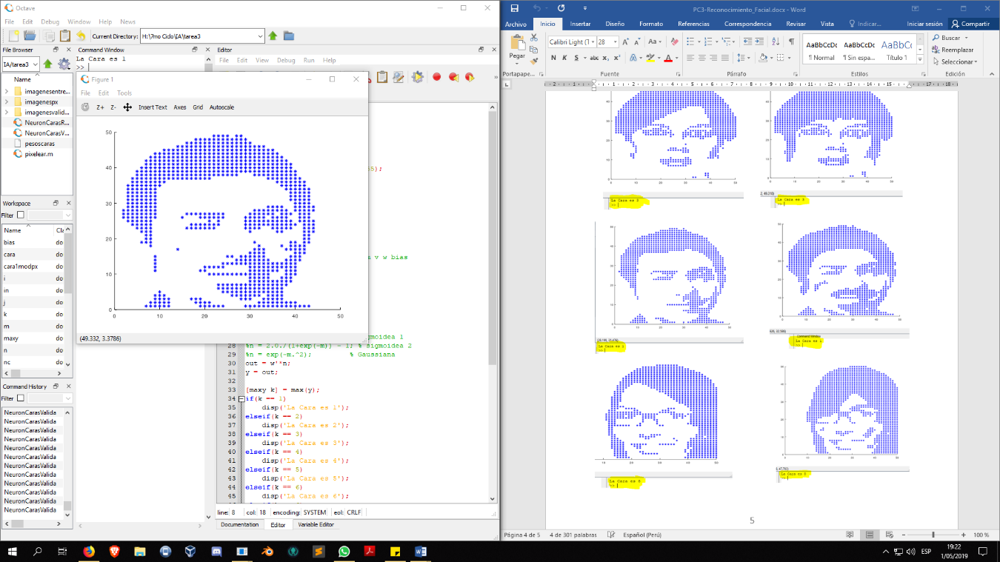 Octave
File Edit Debug Window Help News
Current Directory: H:\7mo Ciclo\IA\tarea3
File Browser
IA/tarea3
Name
imagenesentre...
imagenespx
imagenesvalid...
NeuronCarasR...
NeuronCarasV...
pesoscaras
pixelear.m
Workspace
Filter
Name Cla
bias do
cara do
cara1modpx do
i do
in do
j do
k do
m do
maxy do
n do
nc do
Command History
Filter
NeuronCarasValida
NeuronCarasValida
NeuronCarasValida
NeuronCarasValida
NeuronCarasValida
NeuronCarasValida
NeuronCarasValida
NeuronCarasValida
NeuronCarasValida
NeuronCarasValida
NeuronCarasValida
NeuronCarasValida
Command Window
La Cara es 1
>>
Editor
File Edit View Debug Run Help
Figure 1
File Edit Tools
Z+ Z- Insert Text Axes Grid Autoscale
50
40
30
20
10
0
0 10 20 30 40 50
(49.332, 3.3786)
55);
v w bias
28 %n = 2.0./(1+exp(-m)) - 1; % sigmoidea 2
29 %n = exp(-m.^2); % Gaussiana
30 out = w'*n;
31 y = out;
32
33 [maxy k] = max(y);
34 if(k == 1)
35 disp('La Cara es 1');
36 elseif(k == 2)
37 disp('La Cara es 2');
38 elseif(k == 3)
39 disp('La Cara es 3');
40 elseif(k == 4)
41 disp('La Cara es 4');
42 elseif(k == 5)
43 disp('La Cara es 5');
44 elseif(k == 6)
45 disp('La Cara es 6');
line: 8 col: 18 encoding: SYSTEM eol: CRLF
Documentation Editor Variable Editor
PC3-Reconocimiento_Facial.docx - Word
Archivo Inicio Insertar Diseño Formato Referencias Correspondencia Revisar Vista Indicar... Iniciar sesión Compartir
Pegar
Calibri Light (T 28
N K S abc x₂ x²
AaBbCcDc AaBbCcDc AaBbCc
¶ Normal ¶ Sin espa... Título 1
Buscar
Reemplazar
Seleccionar
Portapape... Fuente Párrafo Estilos Edición
La Cara es 3
>>
La Cara es 3
>>
La Cara es 1
>>
Command Window
La Cara es 1
>>
La Cara es 6
>>
La Cara es 6
>>
5
Página 4 de 5 4 de 301 palabras Español (Perú) 100 %
ESP
19:22
1/05/2019